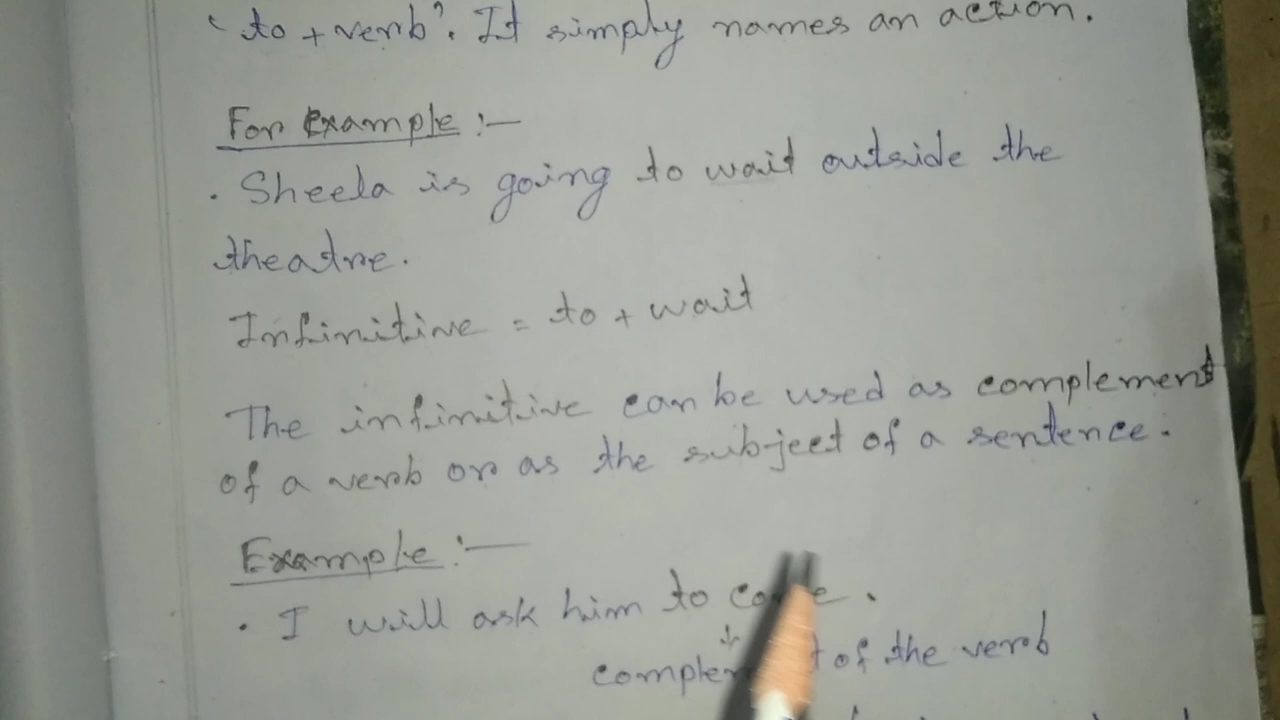 'to + verb'. It simply names an action.
For Example :-
. Sheela is going to wait outside the
theatre.
Infinitive = to + wait
The infinitive can be used as complement
of a verb or as the subject of a sentence.
Example :-
. I will ask him to come.
of the verb